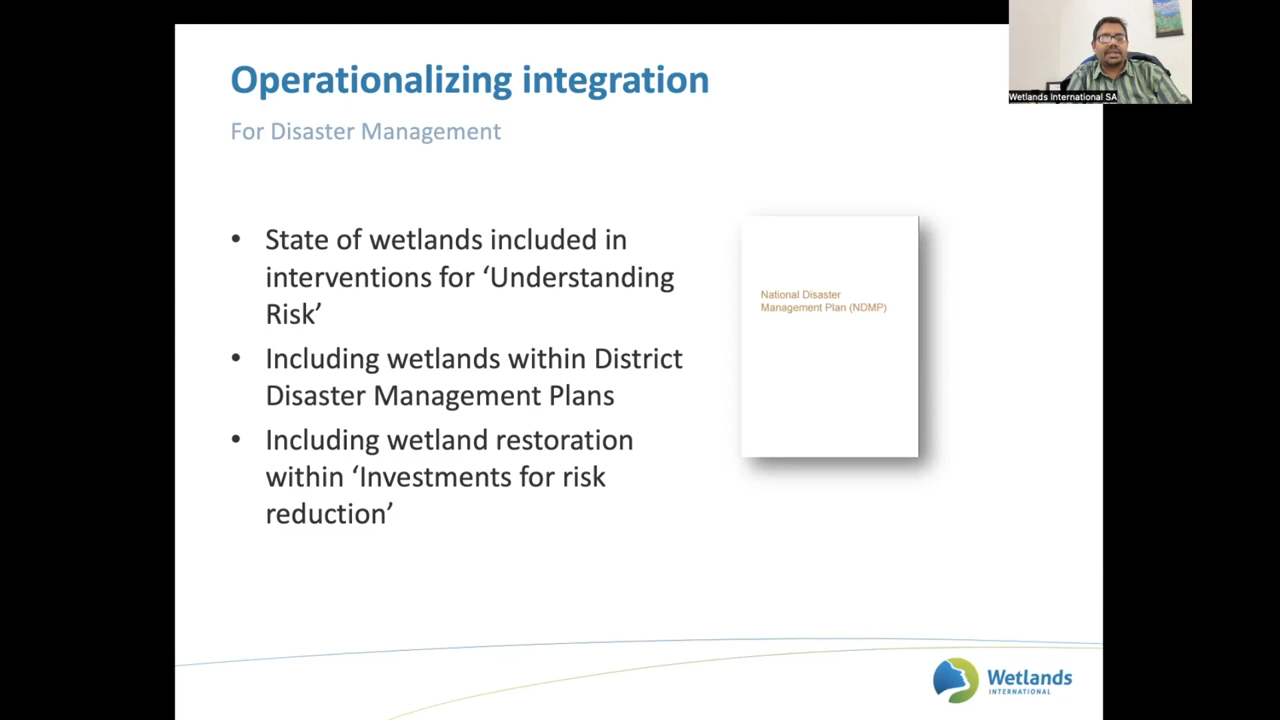 Operationalizing integration
For Disaster Management
Wetlands International SA
• State of wetlands included in
interventions for ‘Understanding
Risk’
• Including wetlands within District
Disaster Management Plans
• Including wetland restoration
within ‘Investments for risk
reduction’
National Disaster
Management Plan (NDMP)
Wetlands
INTERNATIONAL